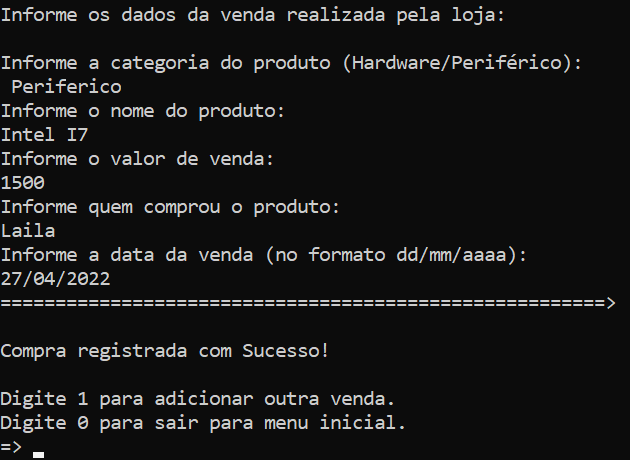 Informe os dados da venda realizada pela loja:
Informe a categoria do produto (Hardware/Periférico):
Periferico
Informe o nome do produto:
Intel I7
Informe o valor de venda:
1500
Informe quem comprou o produto:
Laila
Informe a data da venda (no formato dd/mm/aaaa):
27/04/2022
=======================================================>
Compra registrada com Sucesso!
Digite 1 para adicionar outra venda.
Digite 0 para sair para menu inicial.
=>